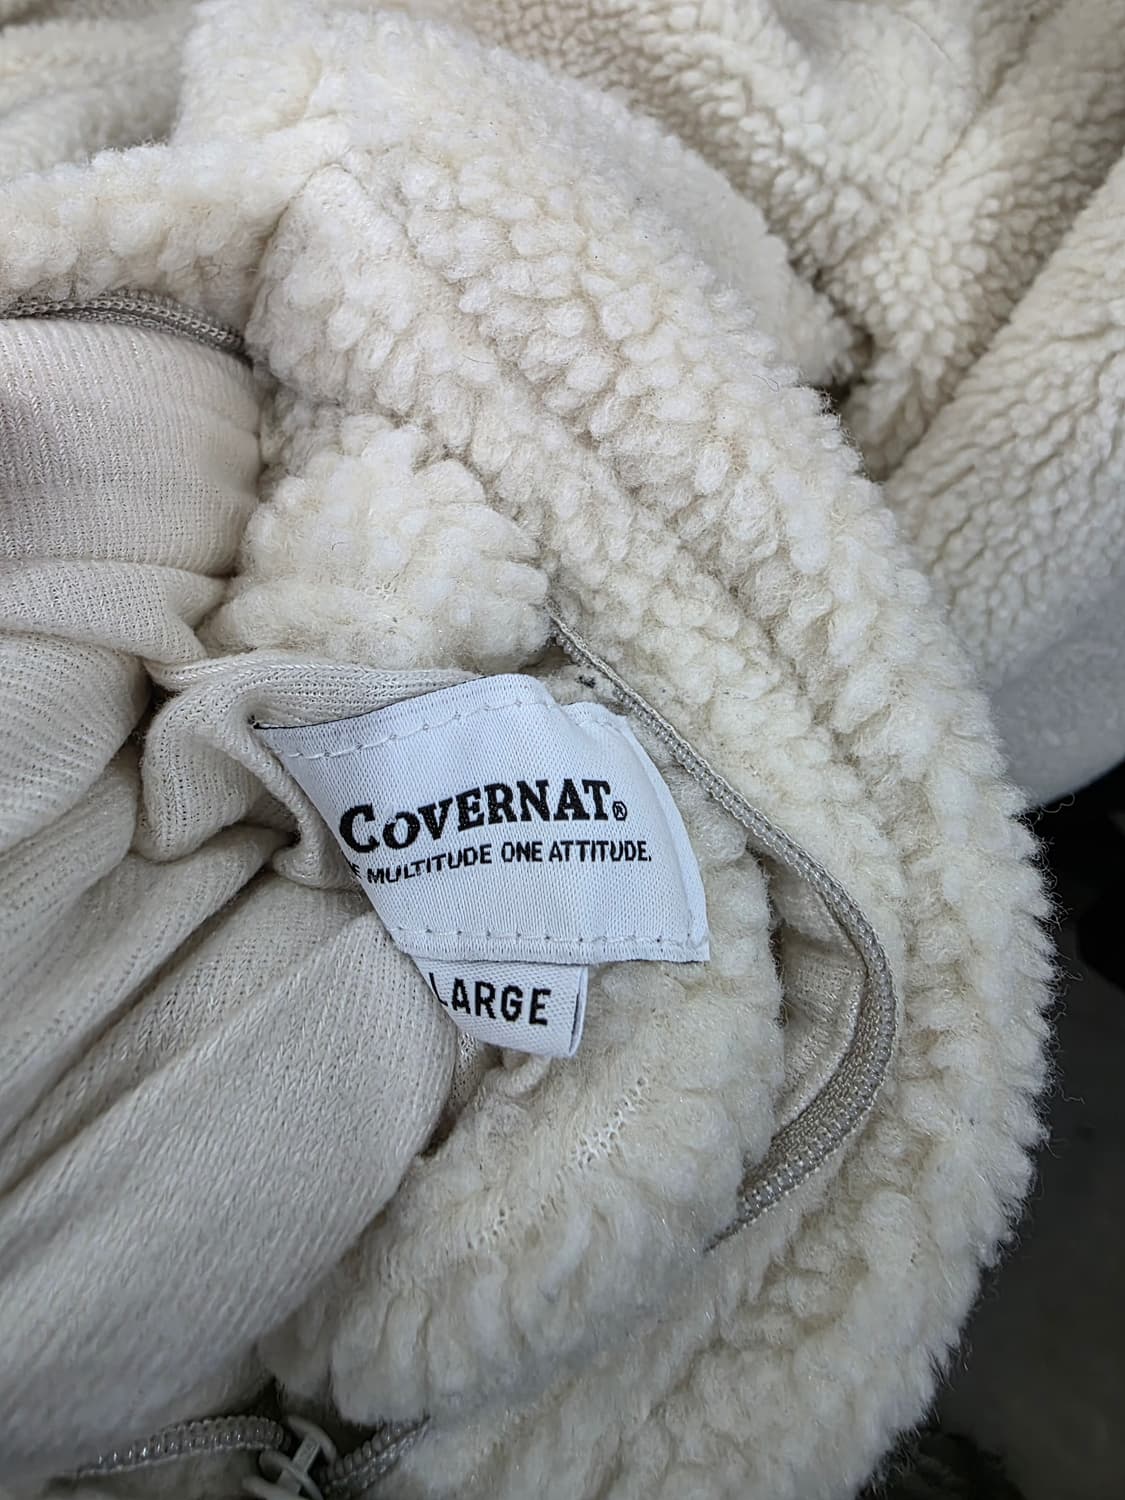 COVERNAT®
MULTITUDE ONE ATTITUDE.
LARGE